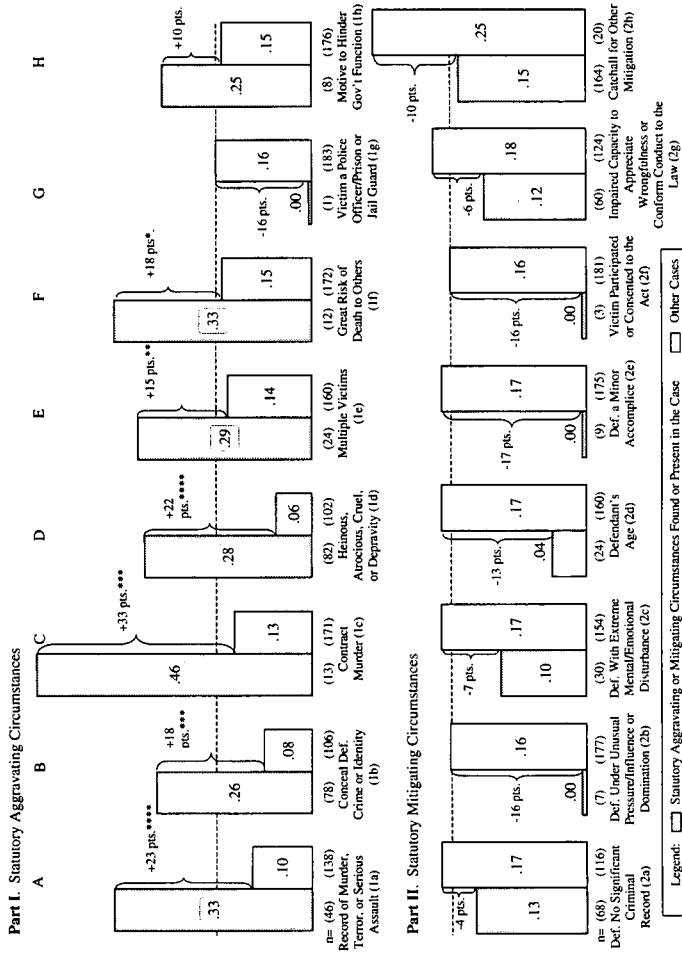 Part I. Statutory Aggravating Circumstances
A B C D E F G H
+23 pts.****
.33 .10
n= (46) (138)
Record of Murder,
Terror. or Serious
Assault (1a)
+18
pts.***
.26 .08
(78) (106)
Conceal Def.
Crime or Identity
(1b)
+33 pts.***
.46 .13
(13) (171)
Contract
Murder (1c)
+22
pts.****
.28 .06
(82) (102)
Heinous,
Atrocious, Cruel.
or Depravity (1d)
+15 pts.**
.29 .14
(24) (160)
Multiple Victims
(1e)
+18 pts*.
.33 .15
(12) (172)
Great Risk of
Death to Others
(1f)
-16 pts.
.00 .16
(1) (183)
Victim a Police
Officer/Prison or
Jail Guard (1g)
+10 pts.
.25 .15
(8) (176)
Motive to Hinder
Gov't Function (1h)
Part II. Statutory Mitigating Circumstances
-4 pts.
.13 .17
n= (68) (116)
Def. No Significant
Criminal
Record (2a)
-16 pts.
.00 .16
(7) (177)
Def. Under Unusual
Pressure/Influence or
Domination (2b)
-7 pts.
.10 .17
(30) (154)
Def. With Extreme
Mental/Emotional
Disturbance (2c)
-13 pts.
.04 .17
(24) (160)
Defendant's
Age (2d)
-17 pts.
.00 .17
(9) (175)
Def. a Minor
Accomplice (2e)
-16 pts.
.00 .16
(3) (181)
Victim Participated
or Consented to the
Act (2f)
-6 pts.
.12 .18
(60) (124)
Impaired Capacity to
Appreciate
Wrongfulness or
Conform Conduct to the
Law (2g)
-10 pts.
.15 .25
(164) (20)
Catchall for Other
Mitigation (2h)
Legend: Statutory Aggravating or Mitigating Circumstances Found or Present in the Case Other Cases